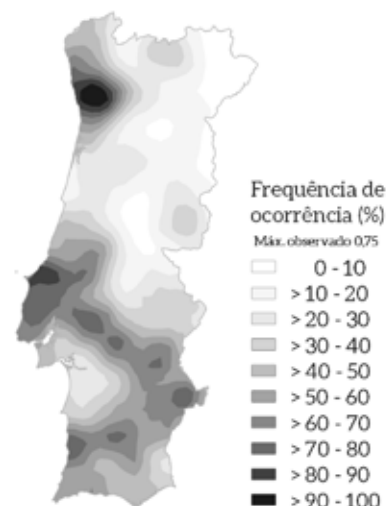 Frequência de
ocorrência (%)
Máx. observado 0,75
0 - 10
> 10 - 20
> 20 - 30
> 30 - 40
> 40 - 50
> 50 - 60
> 60 - 70
> 70 - 80
> 80 - 90
> 90 - 100